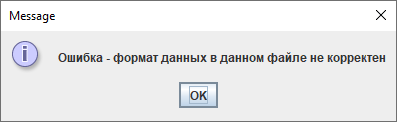 Message
Ошибка - формат данных в данном файле не корректен
OK